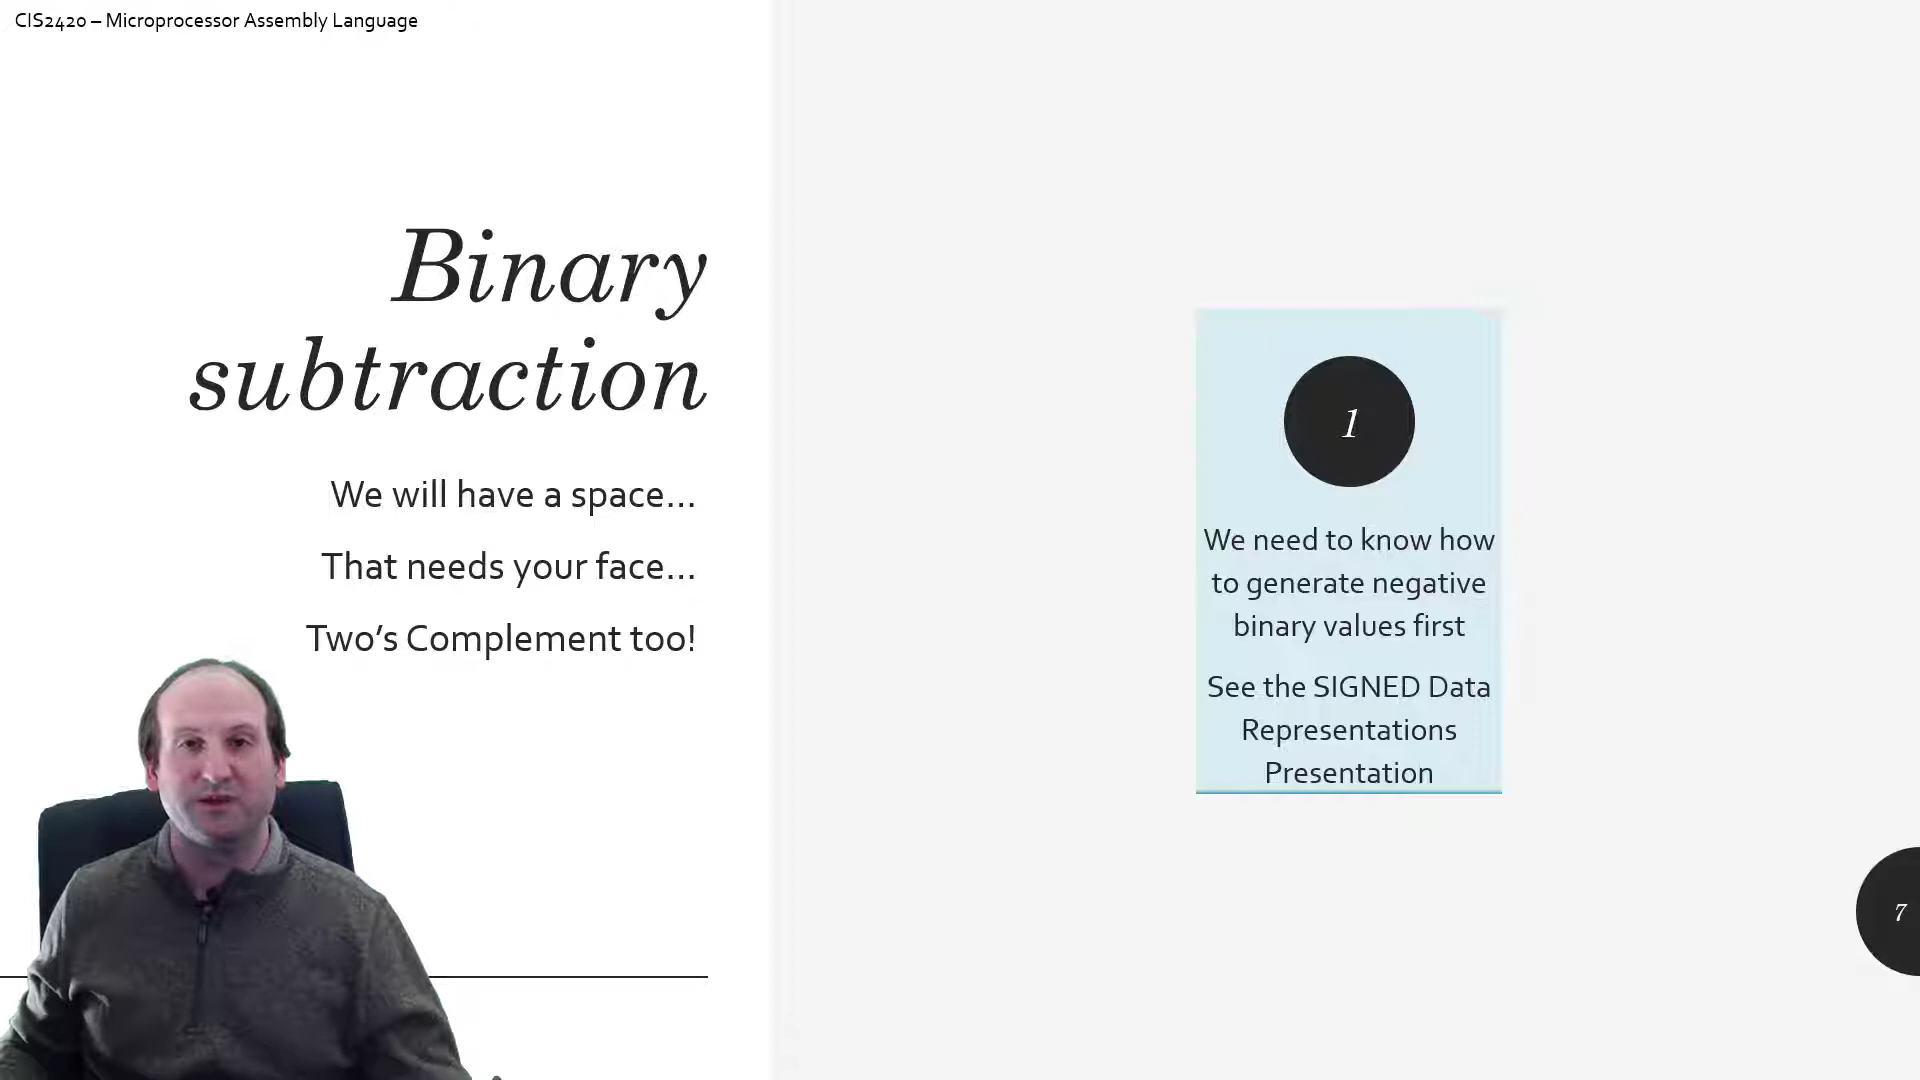 CIS2420 – Microprocessor Assembly Language
Binary
subtraction
We will have a space...
That needs your face...
Two’s Complement too!
1
We need to know how
to generate negative
binary values first
See the SIGNED Data
Representations
Presentation
7